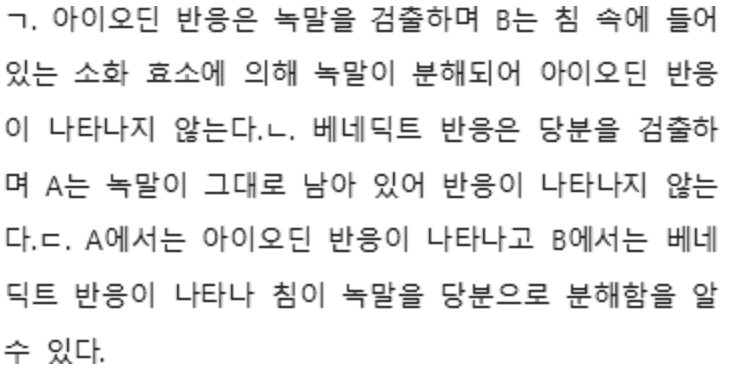 ㄱ. 아이오딘 반응은 녹말을 검출하며 B는 침 속에 들어
있는 소화 효소에 의해 녹말이 분해되어 아이오딘 반응
이 나타나지 않는다.ㄴ. 베네딕트 반응은 당분을 검출하
며 A는 녹말이 그대로 남아 있어 반응이 나타나지 않는
다.ㄷ. A에서는 아이오딘 반응이 나타나고 B에서는 베네
딕트 반응이 나타나 침이 녹말을 당분으로 분해함을 알
수 있다.